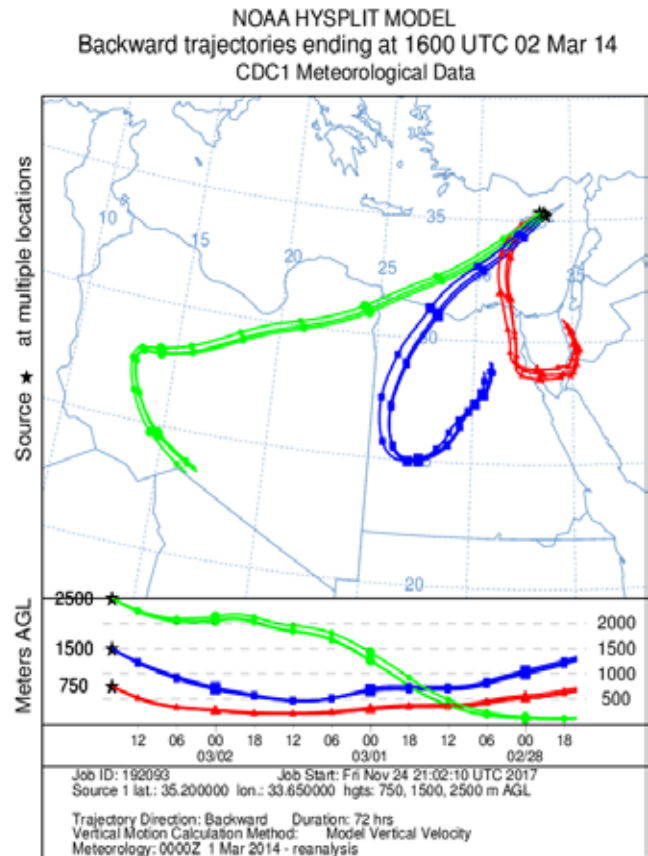 NOAA HYSPLIT MODEL
Backward trajectories ending at 1600 UTC 02 Mar 14
CDC1 Meteorological Data
Source ★ at multiple locations
10
15
20
25
30
35
35
30
25
20
Meters AGL
2500
1500
750
2000
1500
1000
500
12 06 00 18 12 06 00 18 12 06 00 18
03/02 03/01 02/28
Job ID: 192093 Job Start: Fri Nov 24 21:02:10 UTC 2017
Source 1 lat.: 35.200000 lon.: 33.650000 hgts: 750, 1500, 2500 m AGL
Trajectory Direction: Backward Duration: 72 hrs
Vertical Motion Calculation Method: Model Vertical Velocity
Meteorology: 0000Z 1 Mar 2014 - reanalysis